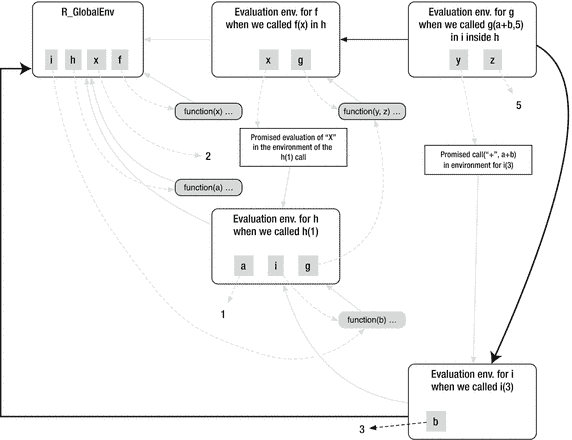 R_GlobalEnv
i h x f
Evaluation env. for f
when we called f(x) in h
x g
Evaluation env. for g
when we called g(a+b,5)
in i inside h
y z
function(x) ...
function(y, z) ...
5
Promised evaluation of “X”
in the environment of the
h(1) call
2
Promised call(“+”, a+b)
in environment for i(3)
function(a) ...
Evaluation env. for h
when we called h(1)
a i g
1
function(b) ...
Evaluation env. for i
when we called i(3)
b
3